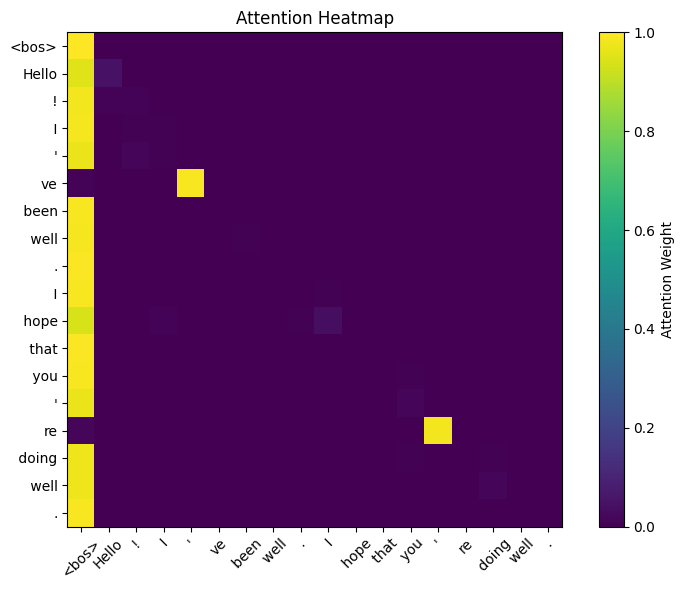 Attention Heatmap
<bos>
Hello
!
I
'
ve
been
well
.
I
hope
that
you
'
re
doing
well
.
<bos> Hello ! I ' ve been well . I hope that you ' re doing well .
1.0
0.8
0.6
0.4
0.2
0.0
Attention Weight